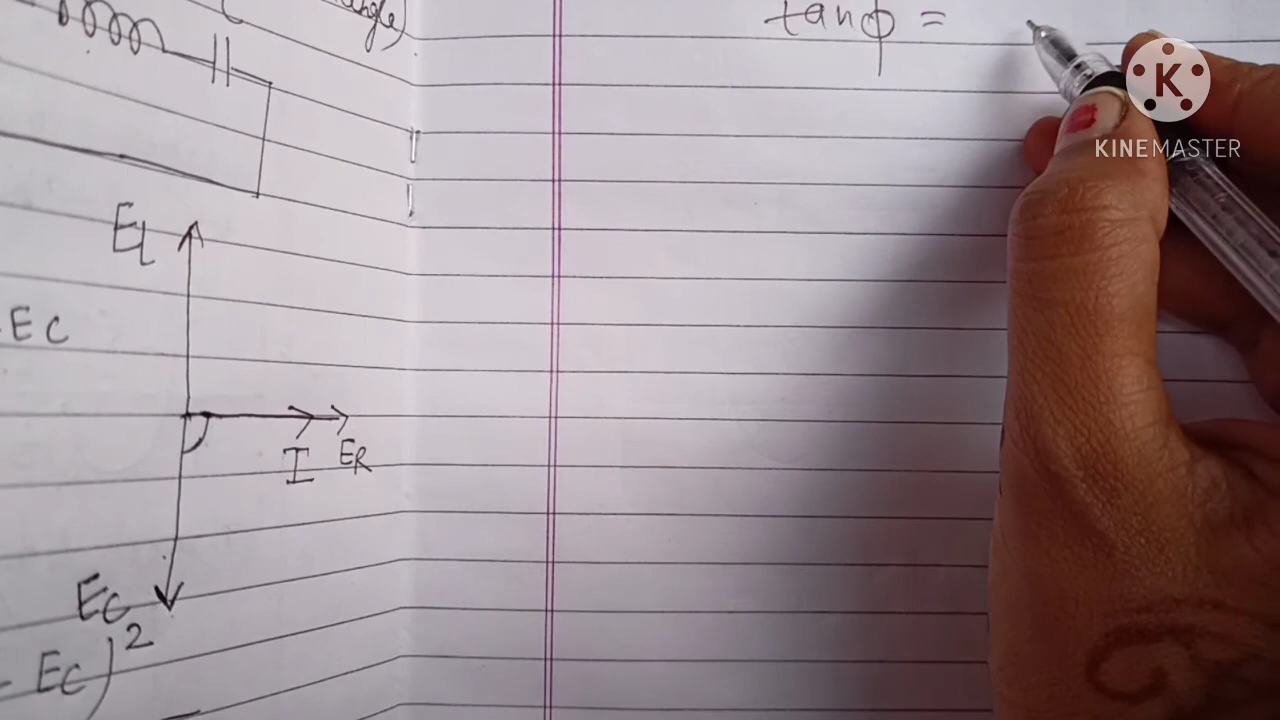 C angle)
tanφ =
K
KINEMASTER
EL
EC
I ER
EC
- EC)²